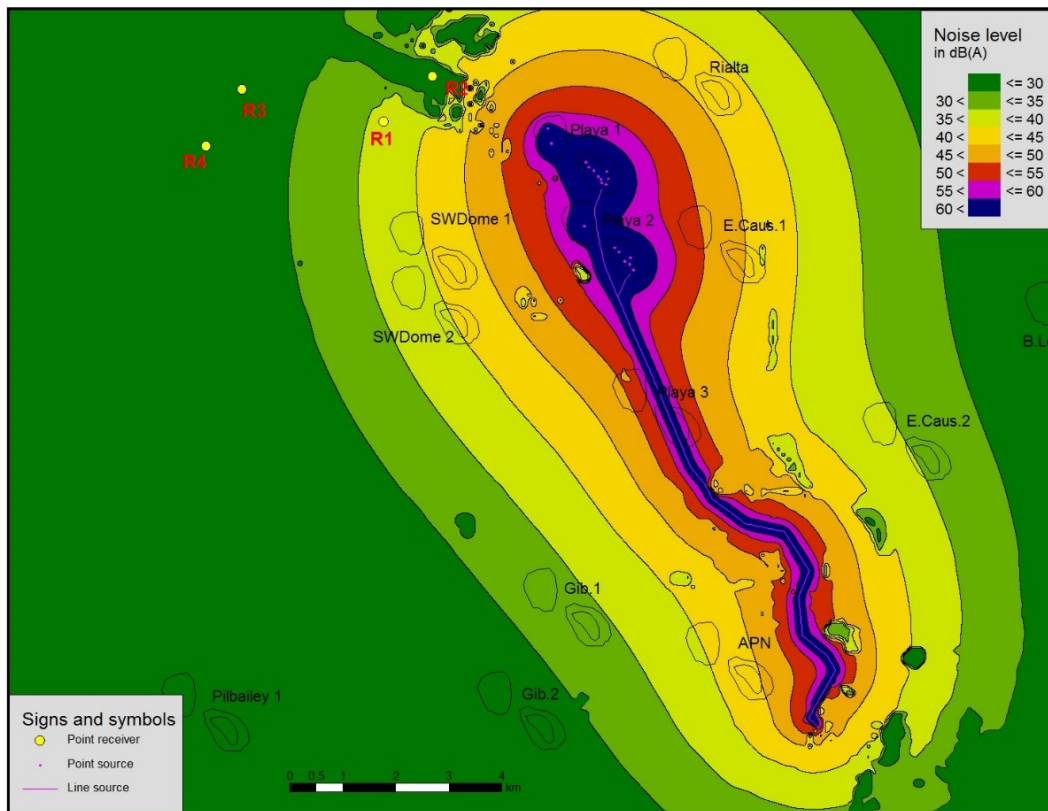 Noise level
in dB(A)
<= 30
30 < <= 35
35 < <= 40
40 < <= 45
45 < <= 50
50 < <= 55
55 < <= 60
60 <
Rialta
R2
R3
R1
R4
Playa 1
SWDome 1
Playa 2
E.Caus.1
SWDome 2
B.L
Playa 3
E.Caus.2
Gib.1
APN
Pilbailey 1
Gib.2
Signs and symbols
Point receiver
Point source
Line source
0 0.5 1 2 3 4
km